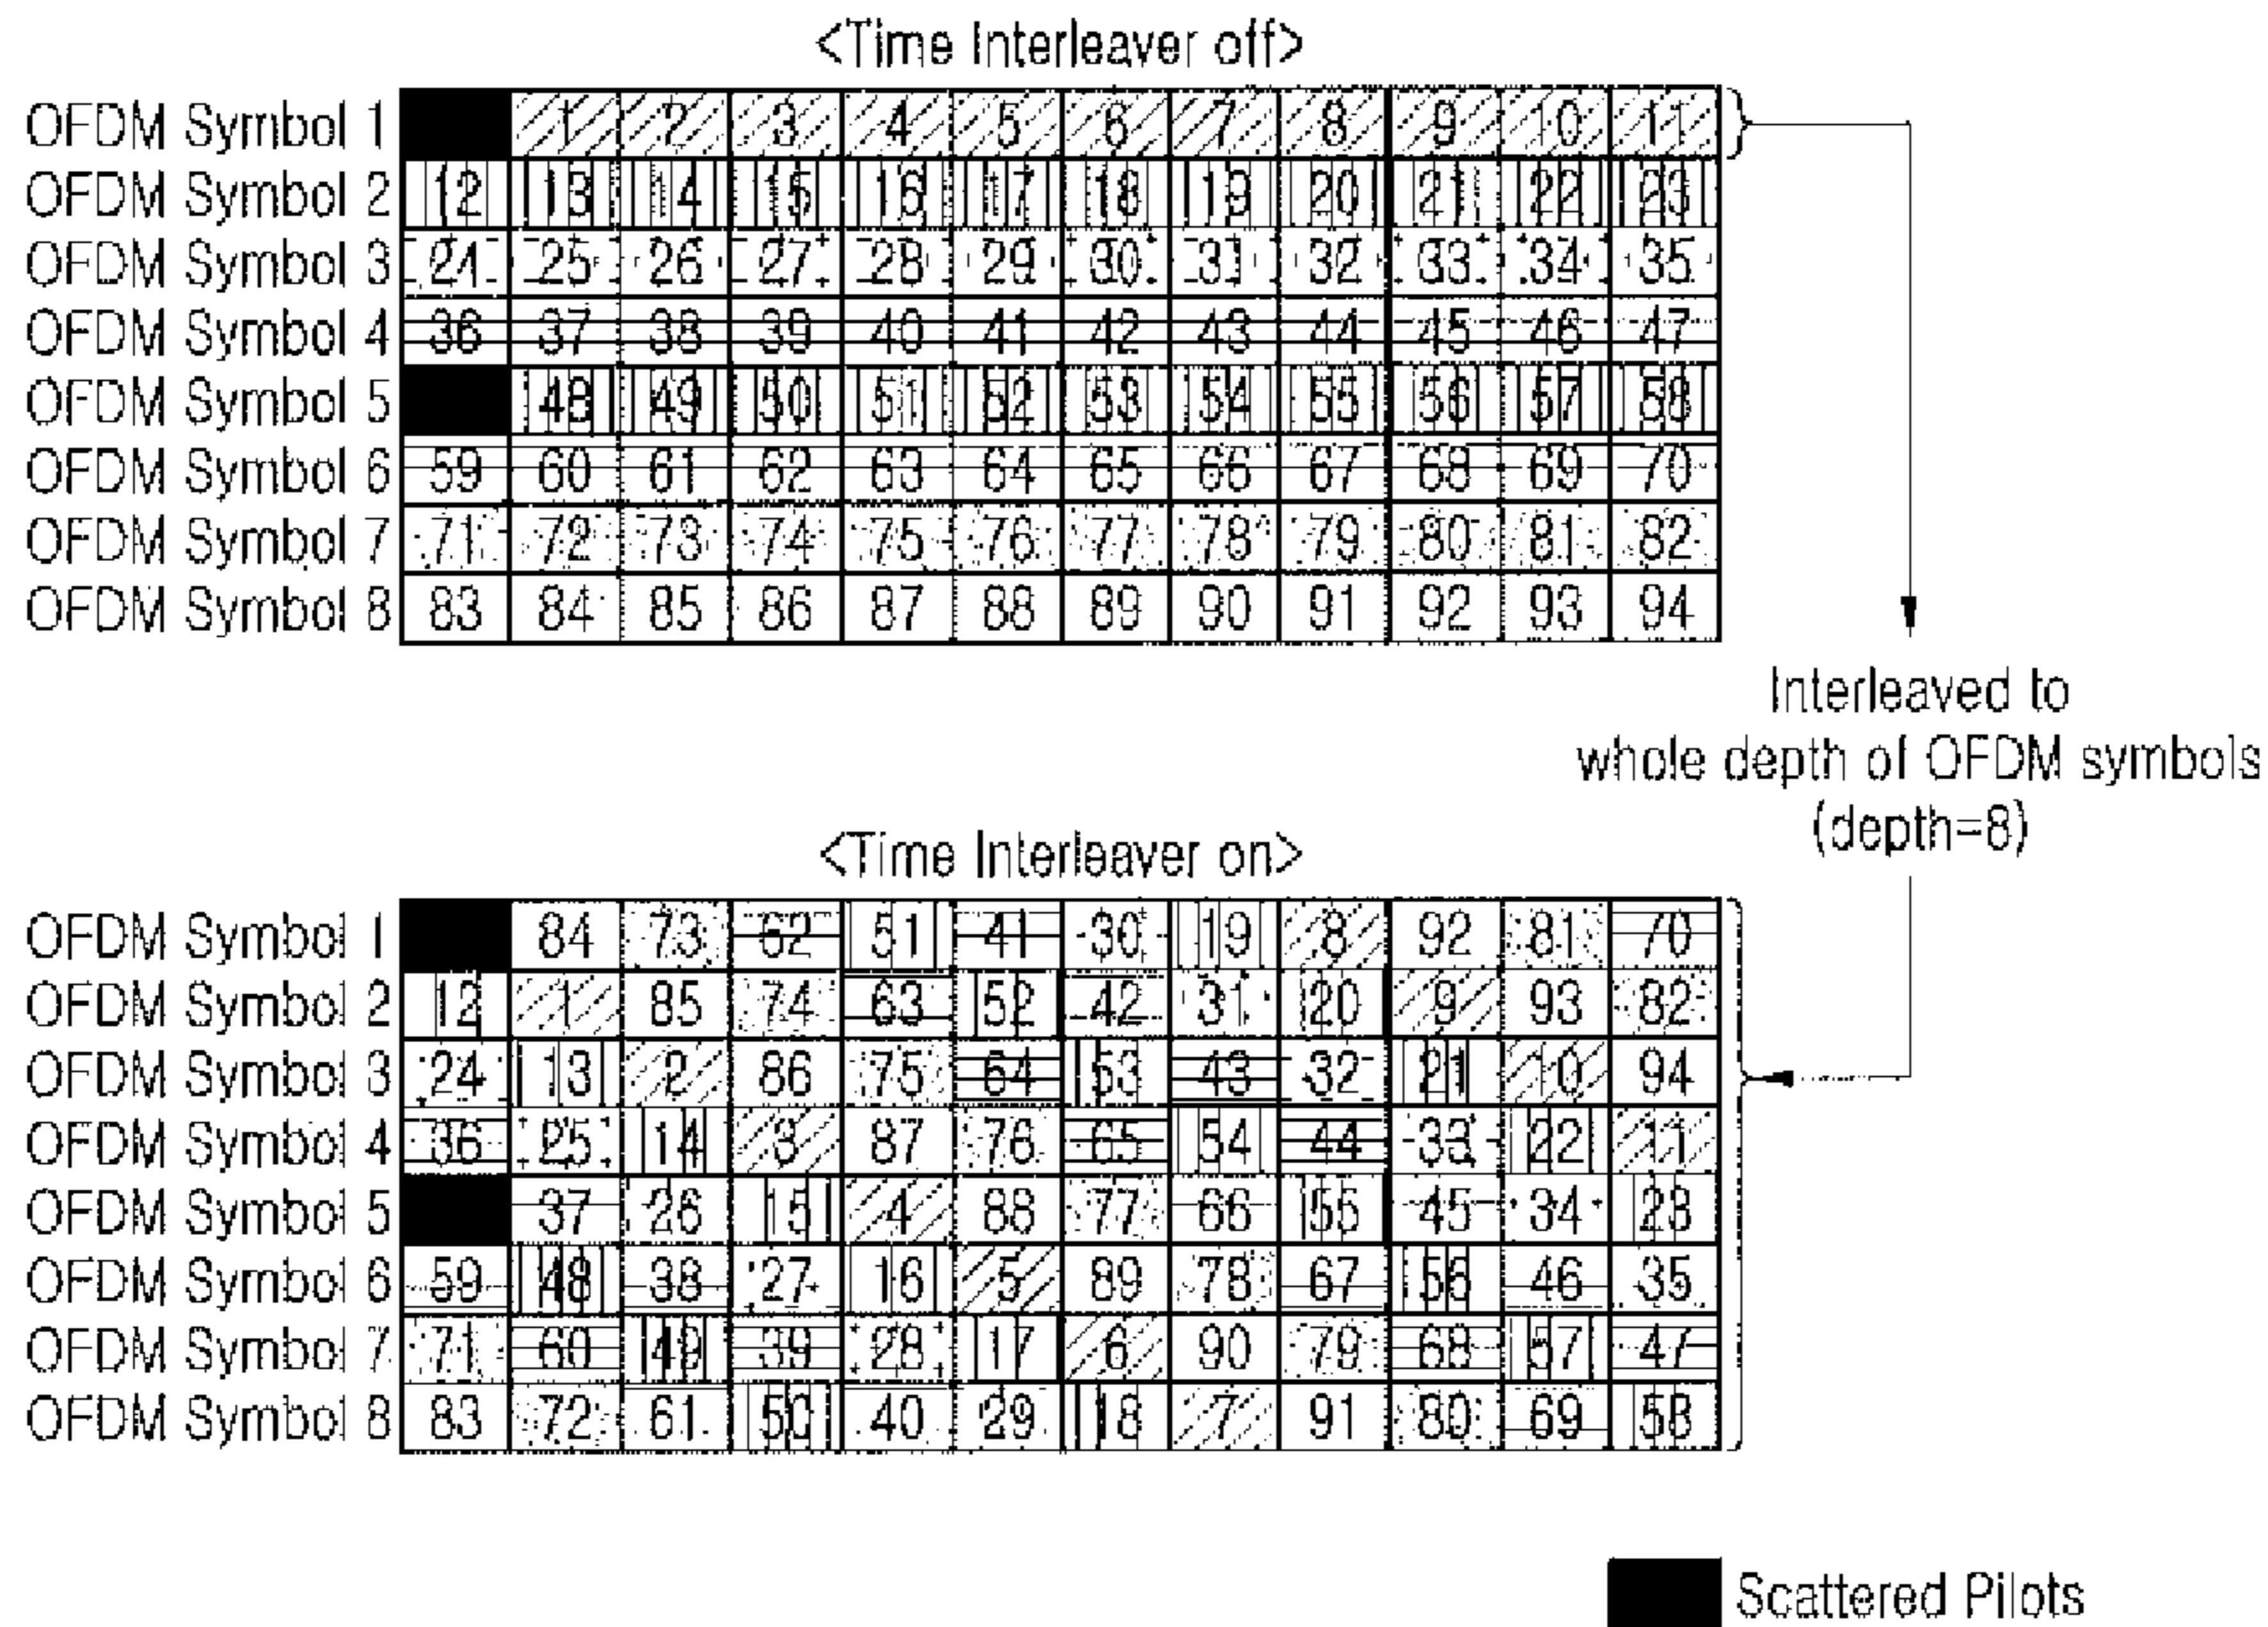 <Time Interleaver off>
OFDM Symbol 1 1 2 3 4 5 6 7 8 9 10 11
OFDM Symbol 2 12 13 14 15 16 17 18 19 20 21 22 23
OFDM Symbol 3 24 25 26 27 28 29 30 31 32 33 34 35
OFDM Symbol 4 36 37 38 39 40 41 42 43 44 45 46 47
OFDM Symbol 5 48 49 50 51 52 53 54 55 56 57 58
OFDM Symbol 6 59 60 61 62 63 64 65 66 67 68 69 70
OFDM Symbol 7 71 72 73 74 75 76 77 78 79 80 81 82
OFDM Symbol 8 83 84 85 86 87 88 89 90 91 92 93 94
Interleaved to
whole depth of OFDM symbols
(depth=8)
<Time Interleaver on>
OFDM Symbol 1 84 73 62 51 41 30 19 8 92 81 70
OFDM Symbol 2 12 1 85 74 63 52 42 31 20 9 93 82
OFDM Symbol 3 24 13 2 86 75 64 53 43 32 21 10 94
OFDM Symbol 4 36 25 14 3 87 76 65 54 44 33 22 11
OFDM Symbol 5 37 26 15 4 88 77 66 55 45 34 23
OFDM Symbol 6 59 48 38 27 16 5 89 78 67 56 46 35
OFDM Symbol 7 71 60 49 39 28 17 6 90 79 68 57 47
OFDM Symbol 8 83 72 61 50 40 29 18 7 91 80 69 58
Scattered Pilots